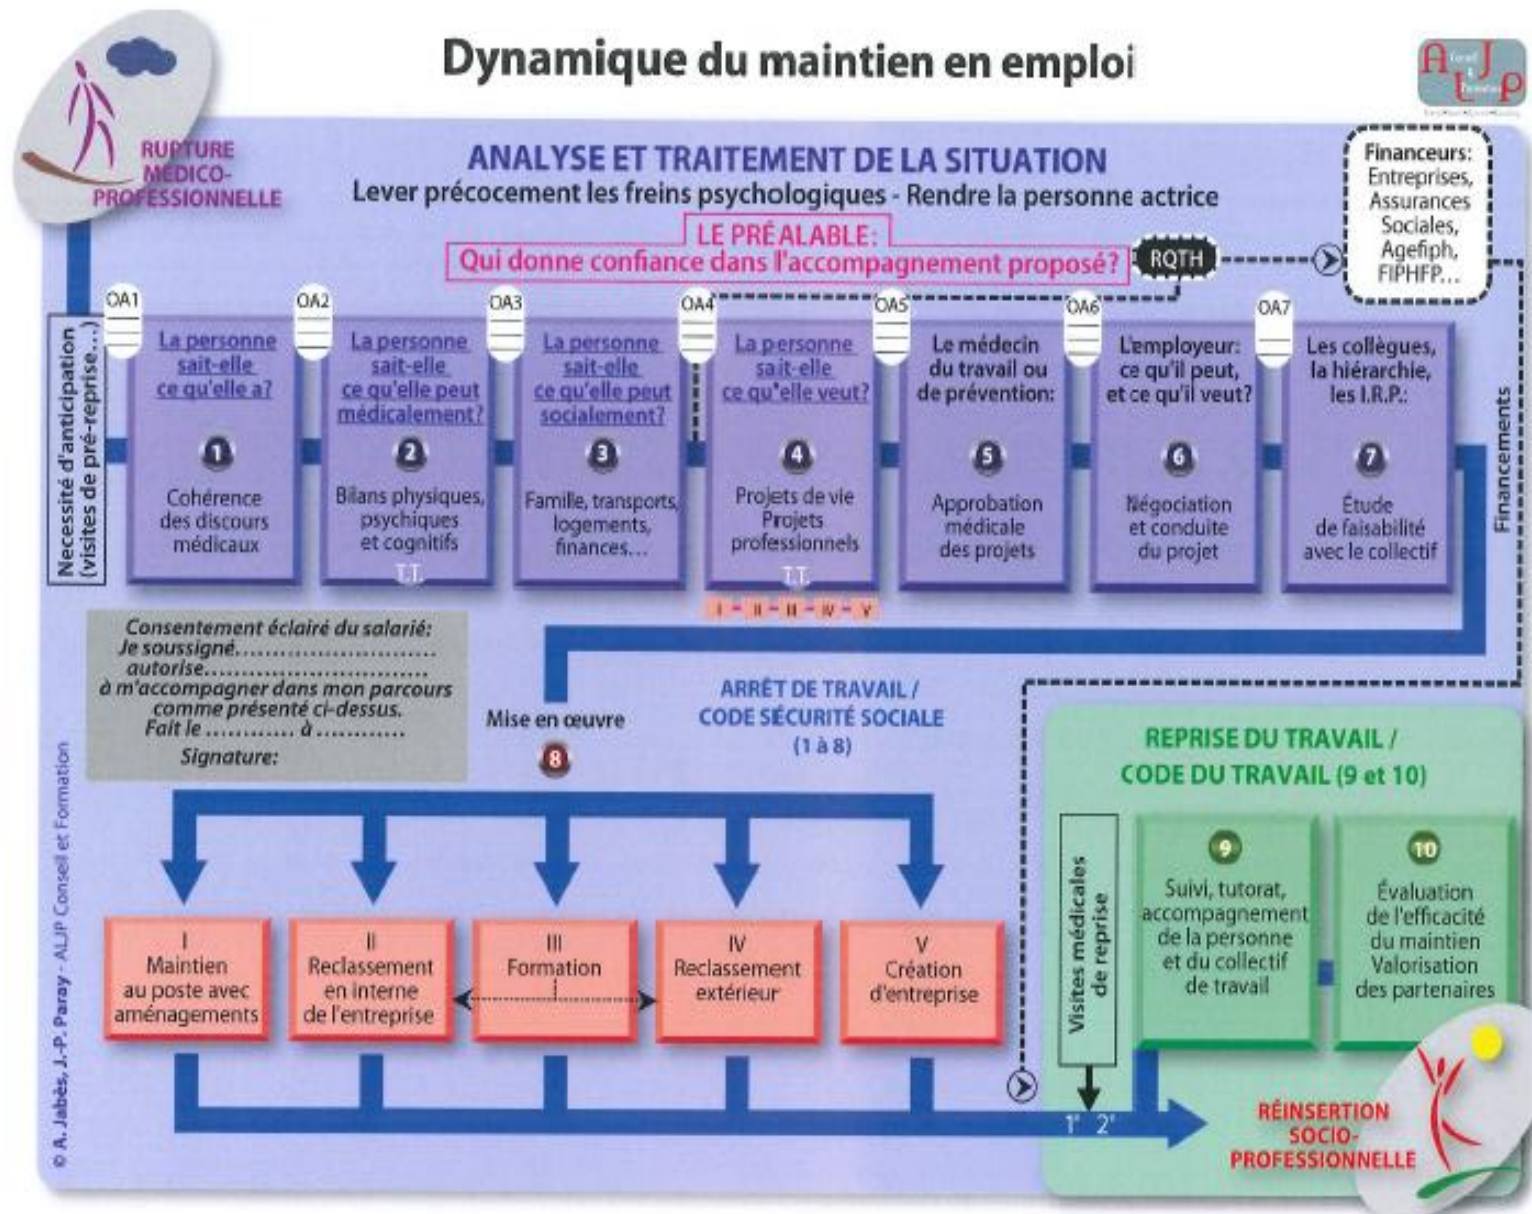 Dynamique du maintien en emploi
A L J P
RUPTURE
MÉDICO-
PROFESSIONNELLE
ANALYSE ET TRAITEMENT DE LA SITUATION
Lever précocement les freins psychologiques - Rendre la personne actrice
LE PRÉALABLE:
Qui donne confiance dans l'accompagnement proposé?
RQTH
Financeurs:
Entreprises,
Assurances
Sociales,
Agefiph,
FIPHFP...
Financements
Necessité d'anticipation
(visites de pré-reprise...)
OA1
La personne
sait-elle
ce qu'elle a?
1
Cohérence
des discours
médicaux
OA2
La personne
sait-elle
ce qu'elle peut
médicalement?
2
Bilans physiques,
psychiques
et cognitifs
T.T.
OA3
La personne
sait-elle
ce qu'elle peut
socialement?
3
Famille, transports,
logements,
finances...
OA4
La personne
sait-elle
ce qu'elle veut?
4
Projets de vie
Projets
professionnels
T.T.
I - II - III - IV - V
OA5
Le médecin
du travail ou
de prévention:
5
Approbation
médicale
des projets
OA6
L'employeur:
ce qu'il peut,
et ce qu'il veut?
6
Négociation
et conduite
du projet
OA7
Les collègues,
la hiérarchie,
les I.R.P.:
7
Étude
de faisabilité
avec le collectif
Consentement éclairé du salarié:
Je soussigné............................
autorise................................
à m'accompagner dans mon parcours
comme présenté ci-dessus.
Fait le ............ à ............
Signature:
Mise en œuvre
8
ARRÊT DE TRAVAIL /
CODE SÉCURITÉ SOCIALE
(1 à 8)
I
Maintien
au poste avec
aménagements
II
Reclassement
en interne
de l'entreprise
III
Formation
IV
Reclassement
extérieur
V
Création
d'entreprise
REPRISE DU TRAVAIL /
CODE DU TRAVAIL (9 et 10)
Visites médicales
de reprise
1° 2°
9
Suivi, tutorat,
accompagnement
de la personne
et du collectif
de travail
10
Évaluation
de l'efficacité
du maintien
Valorisation
des partenaires
RÉINSERTION
SOCIO-
PROFESSIONNELLE
© A. Jabès, J.-P. Paray - ALJP Conseil et Formation